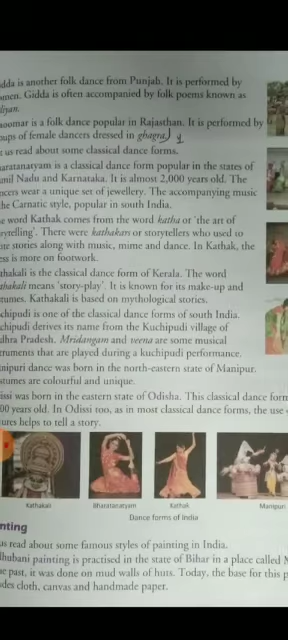 dda is another folk dance from Punjab. It is performed by
men. Gidda is often accompanied by folk poems known as
liyan.
oomar is a folk dance popular in Rajasthan. It is performed by
oups of female dancers dressed in ghagra.
us read about some classical dance forms.
aratanatyam is a classical dance form popular in the states of
mil Nadu and Karnataka. It is almost 2,000 years old. The
ncers wear a unique set of jewellery. The accompanying music
the Carnatic style, popular in south India.
e word Kathak comes from the word katha or 'the art of
rytelling'. There were kathakars or storytellers who used to
ate stories along with music, mime and dance. In Kathak, the
ess is more on footwork.
thakali is the classical dance form of Kerala. The word
thakali means 'story-play'. It is known for its make-up and
tumes. Kathakali is based on mythological stories.
chipudi is one of the classical dance forms of south India.
chipudi derives its name from the Kuchipudi village of
dhra Pradesh. Mridangam and veena are some musical
truments that are played during a kuchipudi performance.
nipuri dance was born in the north-eastern state of Manipur.
stumes are colourful and unique.
issi was born in the eastern state of Odisha. This classical dance form
00 years old. In Odissi too, as in most classical dance forms, the use
ures helps to tell a story.
Kathakali Bharatanatyam Kathak Manipuri
Dance forms of India
nting
us read about some famous styles of painting in India.
dhubani painting is practised in the state of Bihar in a place called M
e past, it was done on mud walls of huts. Today, the base for this p
des cloth, canvas and handmade paper.